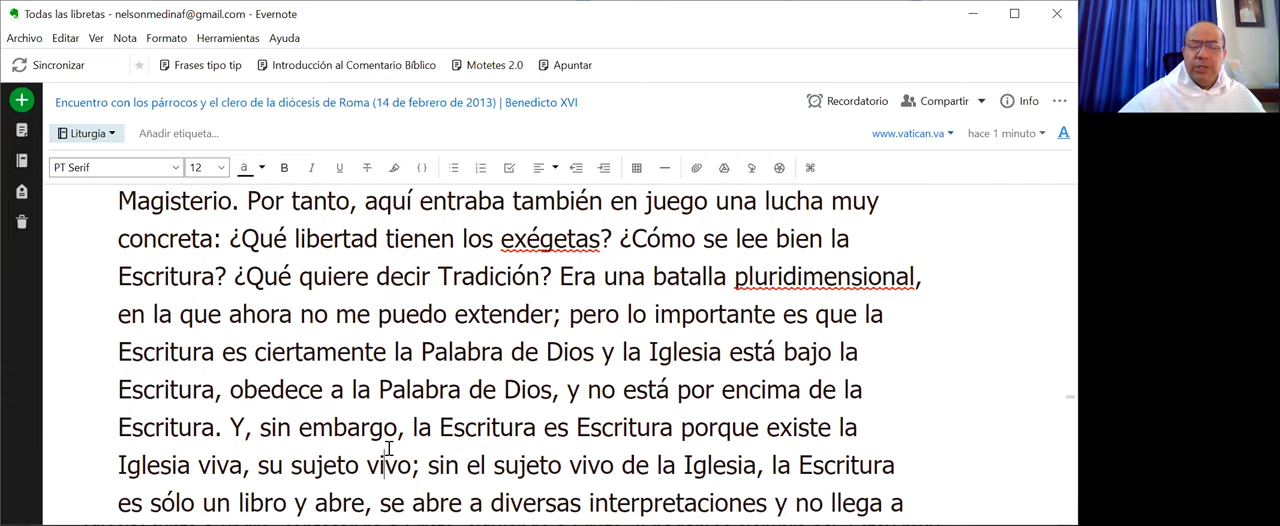 Todas las libretas - nelsonmedinaf@gmail.com - Evernote
Archivo Editar Ver Nota Formato Herramientas Ayuda
Sincronizar Frases tipo tip Introducción al Comentario Bíblico Motetes 2.0 Apuntar
Encuentro con los párrocos y el clero de la diócesis de Roma (14 de febrero de 2013) | Benedicto XVI Recordatorio Compartir Info
Liturgia Añadir etiqueta... www.vatican.va hace 1 minuto A
PT Serif 12 a B I T { }
Magisterio. Por tanto, aquí entraba también en juego una lucha muy
concreta: ¿Qué libertad tienen los exégetas? ¿Cómo se lee bien la
Escritura? ¿Qué quiere decir Tradición? Era una batalla pluridimensional,
en la que ahora no me puedo extender; pero lo importante es que la
Escritura es ciertamente la Palabra de Dios y la Iglesia está bajo la
Escritura, obedece a la Palabra de Dios, y no está por encima de la
Escritura. Y, sin embargo, la Escritura es Escritura porque existe la
Iglesia viva, su sujeto vivo; sin el sujeto vivo de la Iglesia, la Escritura
es sólo un libro y abre, se abre a diversas interpretaciones y no llega a